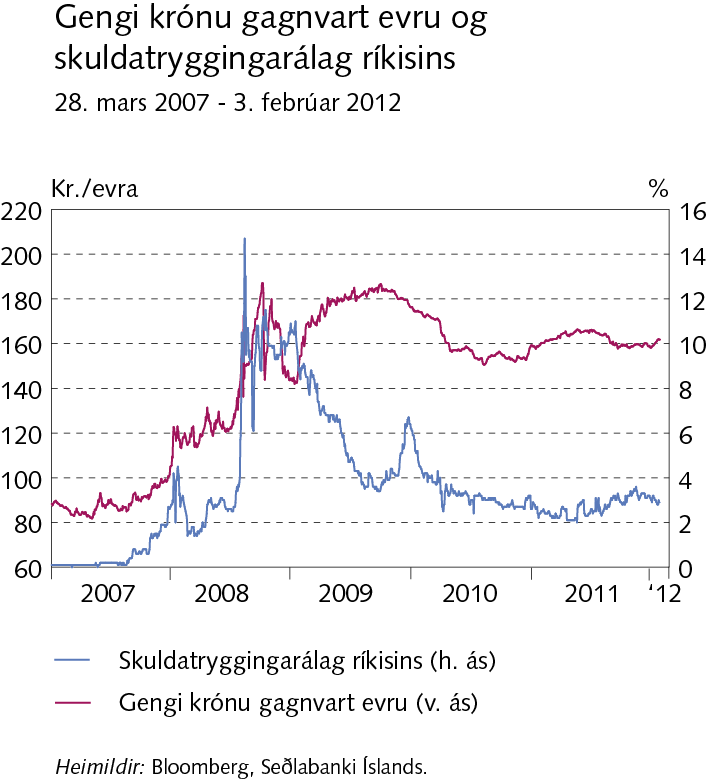 Gengi krónu gagnvart evru og
skuldatryggingarálag ríkisins
28. mars 2007 - 3. febrúar 2012
Kr./evra %
220 16
200 14
180 12
160 10
140 8
120 6
100 4
80 2
60 0
2007 2008 2009 2010 2011 '12
Skuldatryggingarálag ríkisins (h. ás)
Gengi krónu gagnvart evru (v. ás)
Heimildir: Bloomberg, Seðlabanki Íslands.